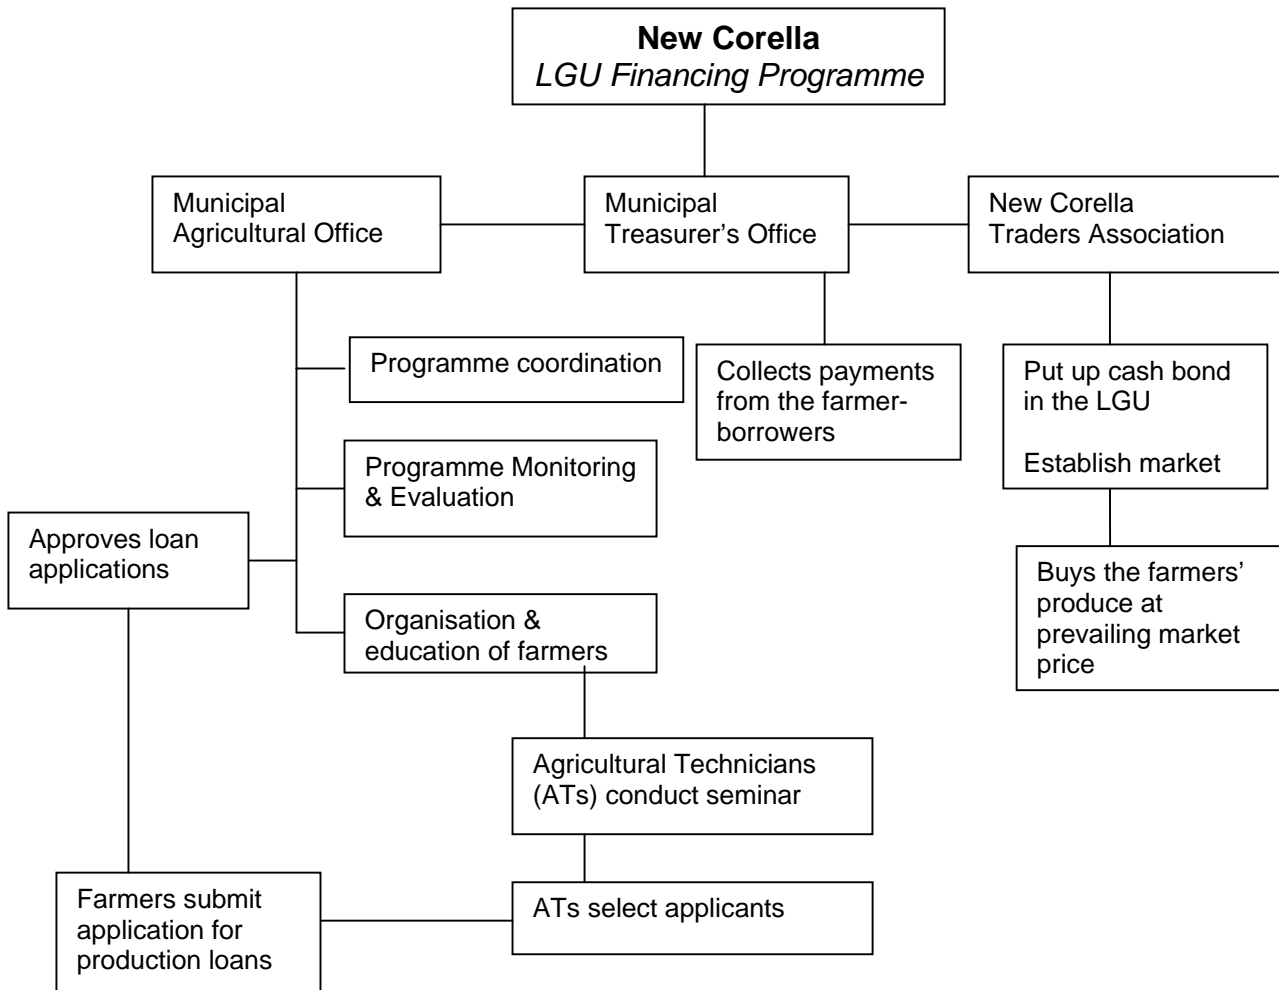 New Corella
LGU Financing Programme
Municipal
Agricultural Office
Municipal
Treasurer’s Office
New Corella
Traders Association
Programme coordination
Collects payments
from the farmer-
borrowers
Put up cash bond
in the LGU
Establish market
Programme Monitoring
& Evaluation
Approves loan
applications
Buys the farmers’
produce at
prevailing market
price
Organisation &
education of farmers
Agricultural Technicians
(ATs) conduct seminar
ATs select applicants
Farmers submit
application for
production loans